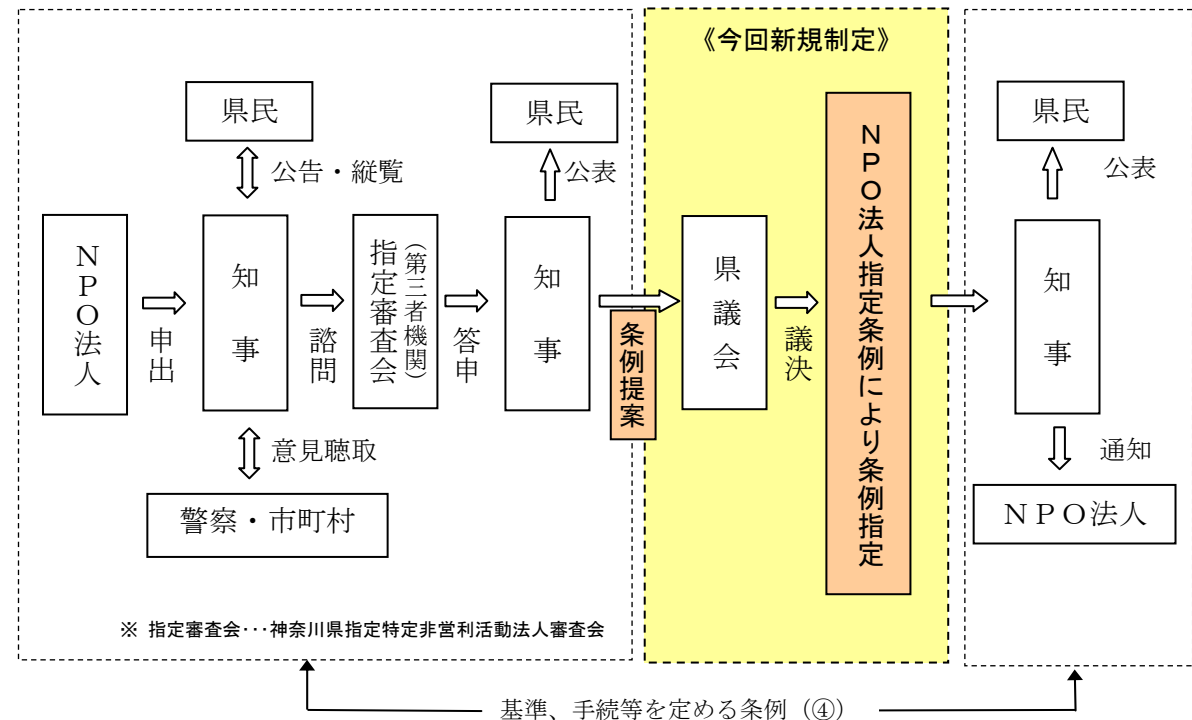 《今回新規制定》
県民
公告・縦覧
県民
公表
ＮＰＯ法人
申出
知事
諮問
指定審査会
（第三者機関）
答申
知事
条例提案
県議会
議決
ＮＰＯ法人指定条例により条例指定
県民
公表
知事
通知
ＮＰＯ法人
意見聴取
警察・市町村
※ 指定審査会･･･神奈川県指定特定非営利活動法人審査会
基準、手続等を定める条例（④）